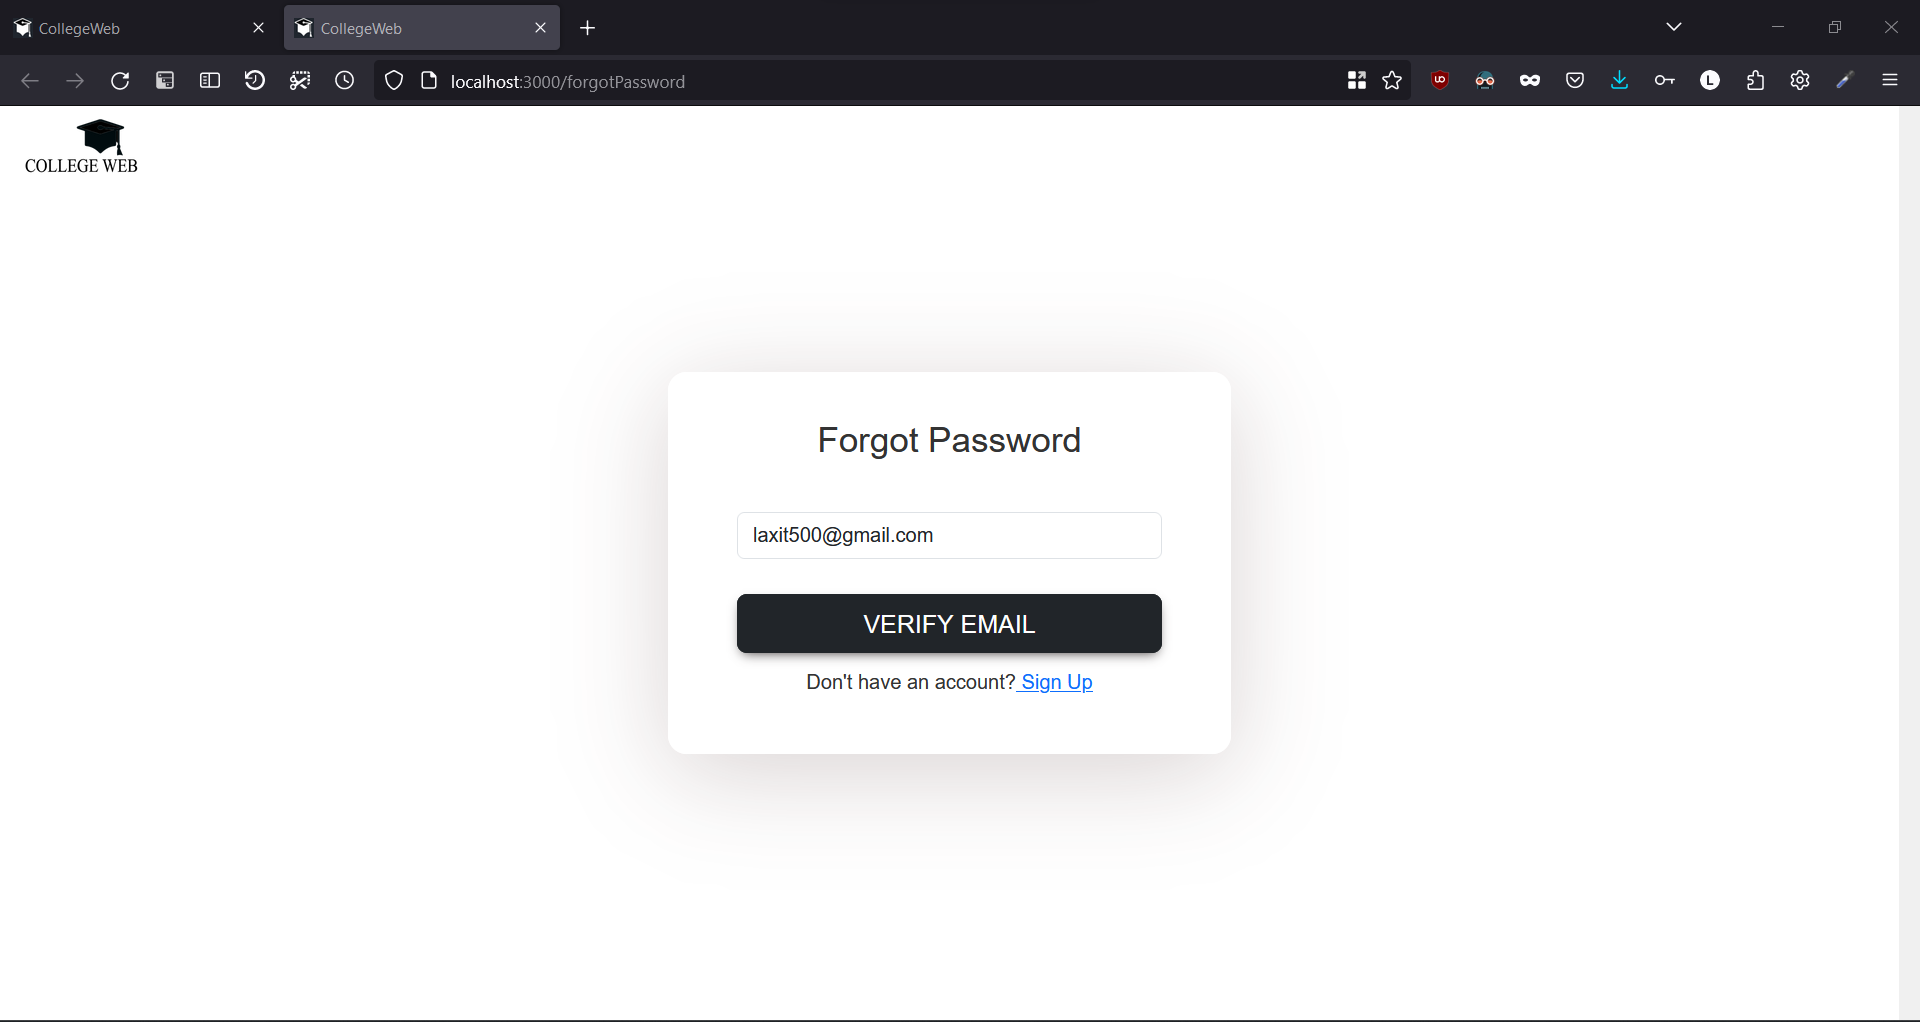 CollegeWeb
CollegeWeb
localhost:3000/forgotPassword
COLLEGE WEB
Forgot Password
laxit500@gmail.com
VERIFY EMAIL
Don't have an account? Sign Up